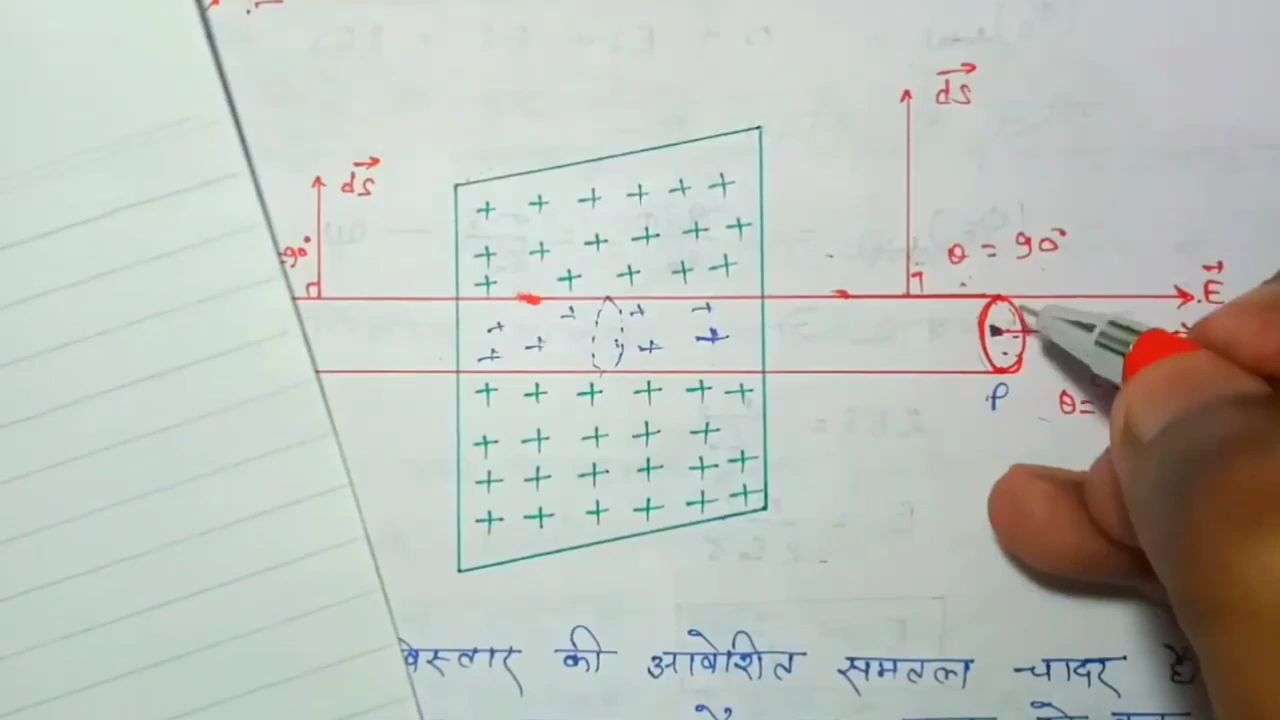 ds
ds
90°
θ = 90°
E
P
θ=
विस्तार की आवेशित समतल चादर है